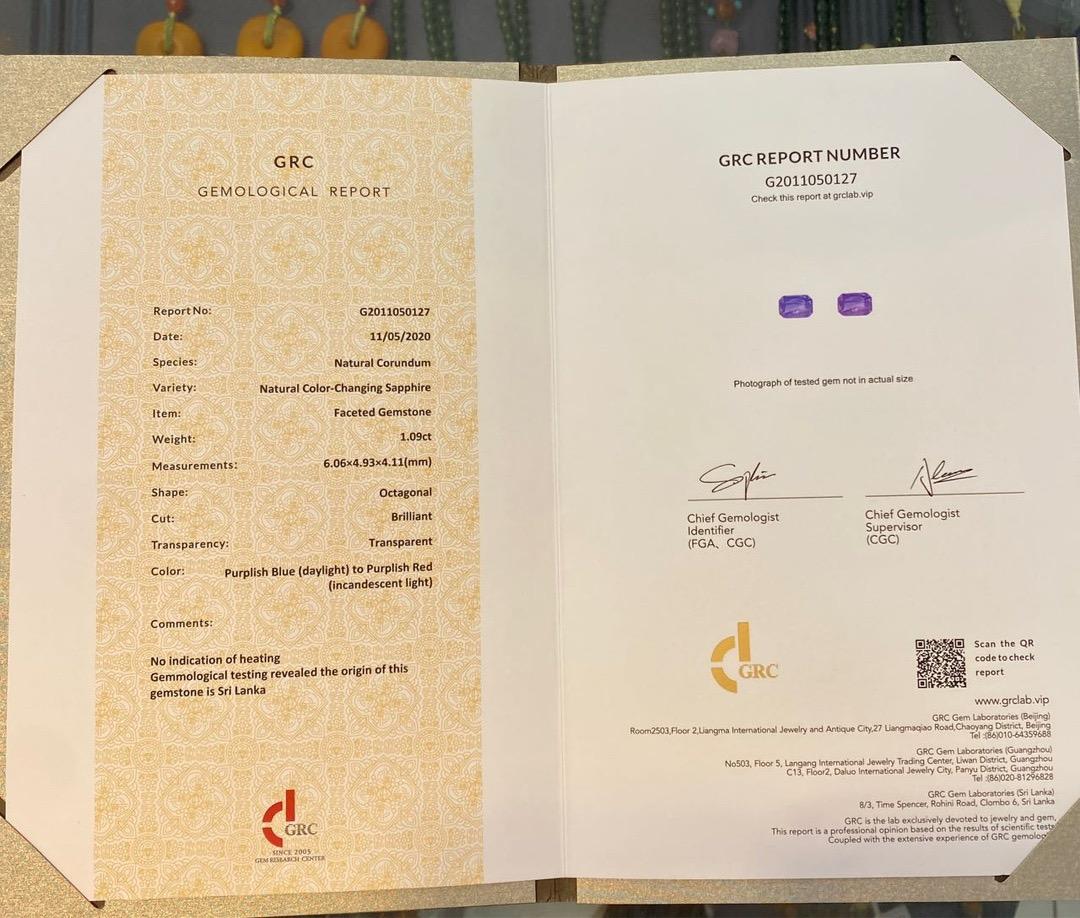 GRC
GEMOLOGICAL REPORT
Report No: G2011050127
Date: 11/05/2020
Species: Natural Corundum
Variety: Natural Color-Changing Sapphire
Item: Faceted Gemstone
Weight: 1.09ct
Measurements: 6.06×4.93×4.11(mm)
Shape: Octagonal
Cut: Brilliant
Transparency: Transparent
Color: Purplish Blue (daylight) to Purplish Red
(incandescent light)
Comments:
No indication of heating
Gemmological testing revealed the origin of this
gemstone is Sri Lanka
GRC
SINCE 2005
GEM RESEARCH CENTER
GRC REPORT NUMBER
G2011050127
Check this report at grclab.vip
Photograph of tested gem not in actual size
Chief Gemologist
Identifier
(FGA、CGC)
Chief Gemologist
Supervisor
(CGC)
GRC
Scan the QR
code to check
report
www.grclab.vip
GRC Gem Laboratories (Beijing)
Room2503,Floor 2,Liangma International Jewelry and Antique City,27 Liangmaqiao Road,Chaoyang District, Beijing
Tel :(86)010-64359688
GRC Gem Laboratories (Guangzhou)
No503, Floor 5, Langang International Jewelry Trading Center, Liwan District, Guangzhou
C13, Floor2, Daluo International Jewelry City, Panyu District, Guangzhou
Tel :(86)020-81296828
GRC Gem Laboratories (Sri Lanka)
8/3, Time Spencer, Rohini Road, Clombo 6, Sri Lanka
GRC is the lab exclusively devoted to jewelry and gem,
This report is a professional opinion based on the results of scientific tests
Coupled with the extensive experience of GRC